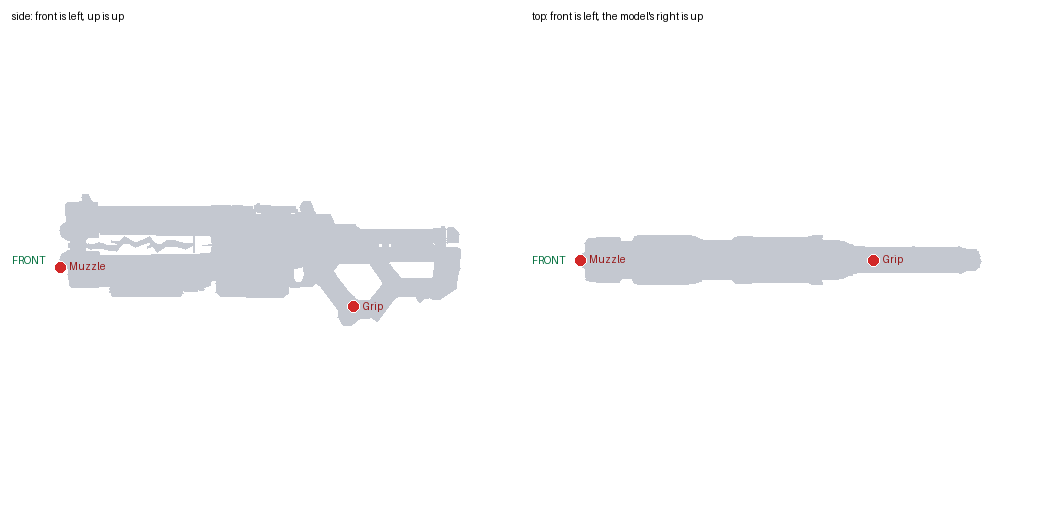 side: front is left, up is up
top: front is left, the model's right is up
FRONT
Muzzle
Grip
FRONT
Muzzle
Grip